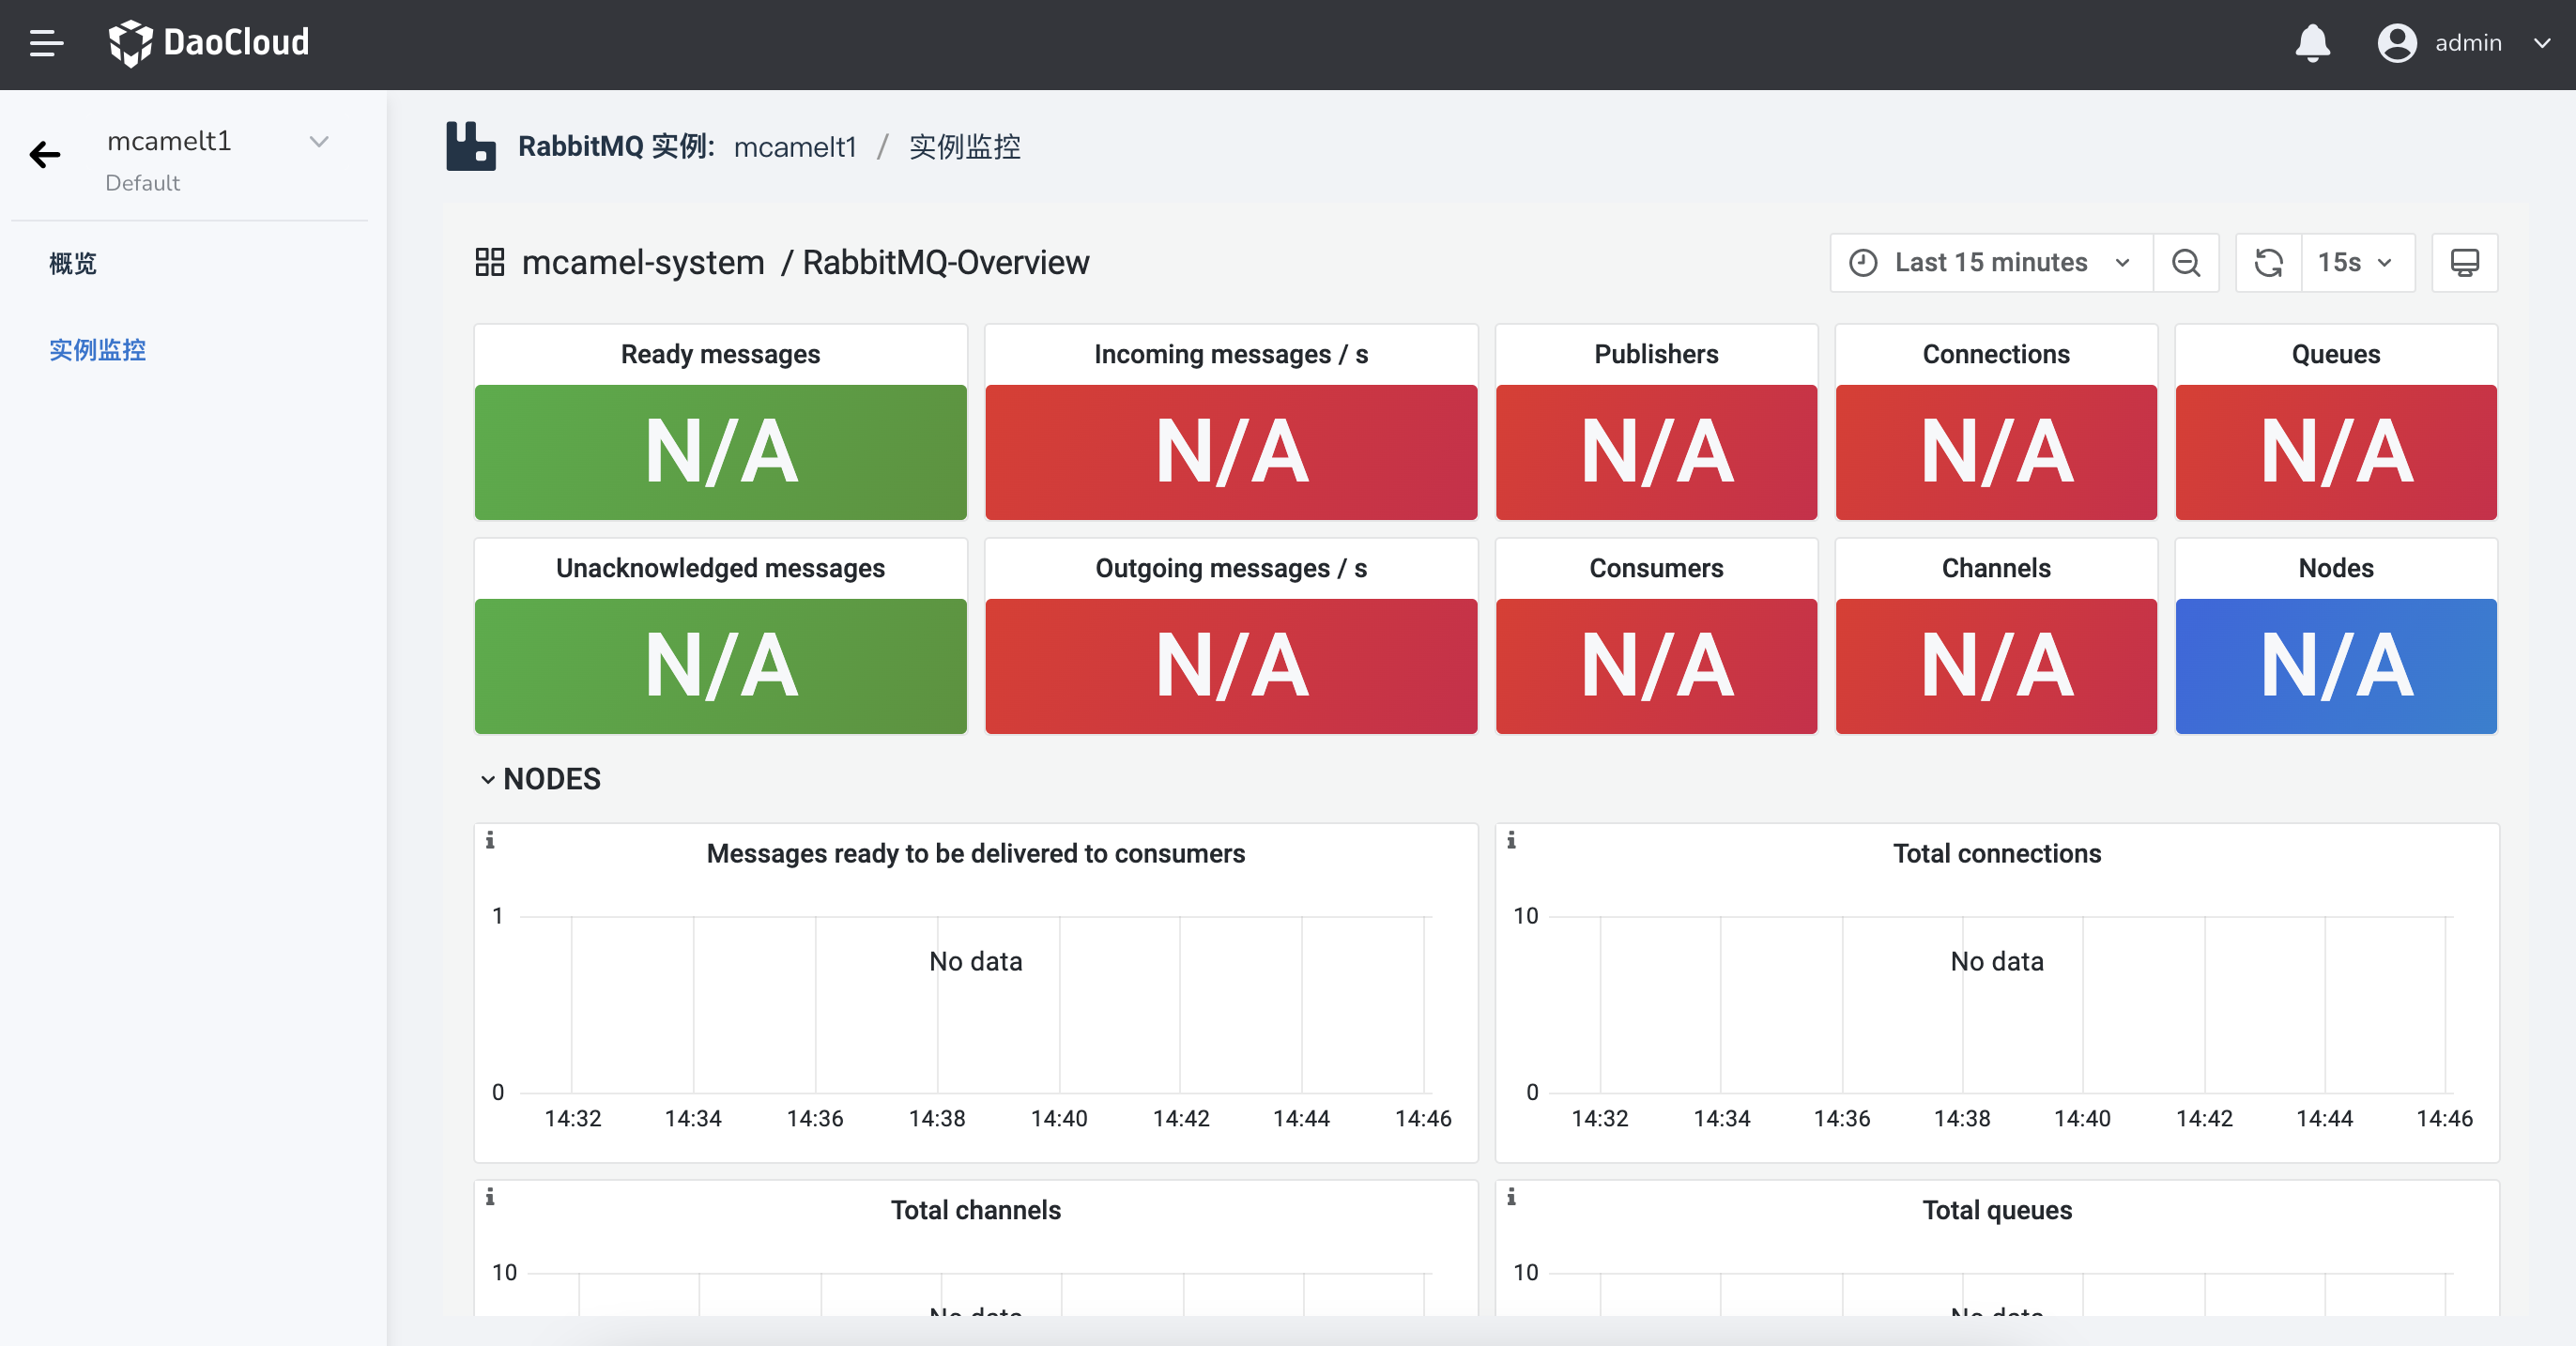 DaoCloud
admin
mcamelt1
Default
概览
实例监控
RabbitMQ 实例: mcamelt1 / 实例监控
mcamel-system / RabbitMQ-Overview
Last 15 minutes
15s
Ready messages
Incoming messages / s
Publishers
Connections
Queues
N/A
N/A
N/A
N/A
N/A
Unacknowledged messages
Outgoing messages / s
Consumers
Channels
Nodes
N/A
N/A
N/A
N/A
N/A
NODES
Messages ready to be delivered to consumers
1
No data
0
14:32 14:34 14:36 14:38 14:40 14:42 14:44 14:46
Total connections
10
No data
0
14:32 14:34 14:36 14:38 14:40 14:42 14:44 14:46
Total channels
10
No data
Total queues
10
No data